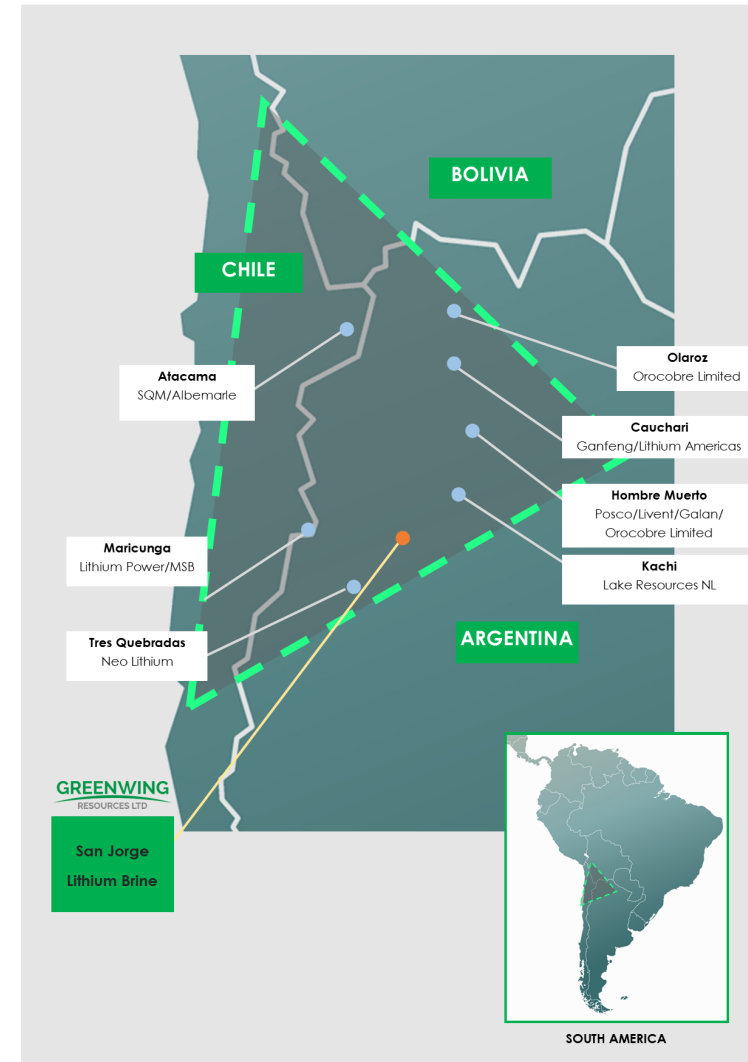 BOLIVIA
CHILE
Olaroz
Orocobre Limited
Atacama
SQM/Albemarle
Cauchari
Ganfeng/Lithium Americas
Hombre Muerto
Posco/Livent/Galan/
Orocobre Limited
Maricunga
Lithium Power/MSB
Kachi
Lake Resources NL
Tres Quebradas
Neo Lithium
ARGENTINA
GREENWING
RESOURCES LTD
San Jorge
Lithium Brine
SOUTH AMERICA